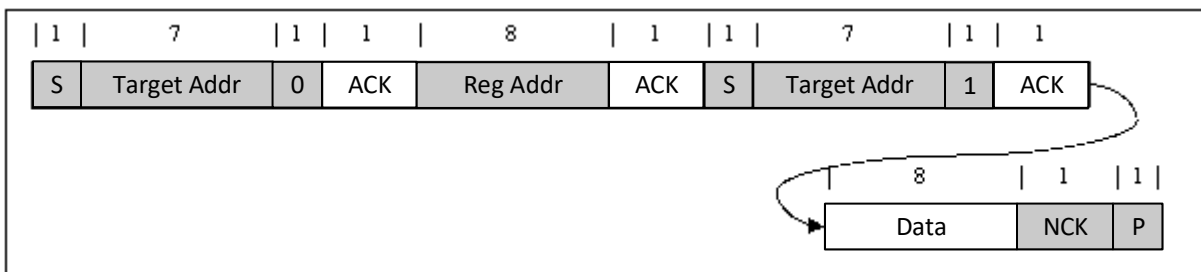 | 1 | 7 | 1 | 1 | 8 | 1 | 1 | 7 | 1 | 1
S Target Addr 0 ACK Reg Addr ACK S Target Addr 1 ACK
| 8 | 1 | 1 |
Data NCK P